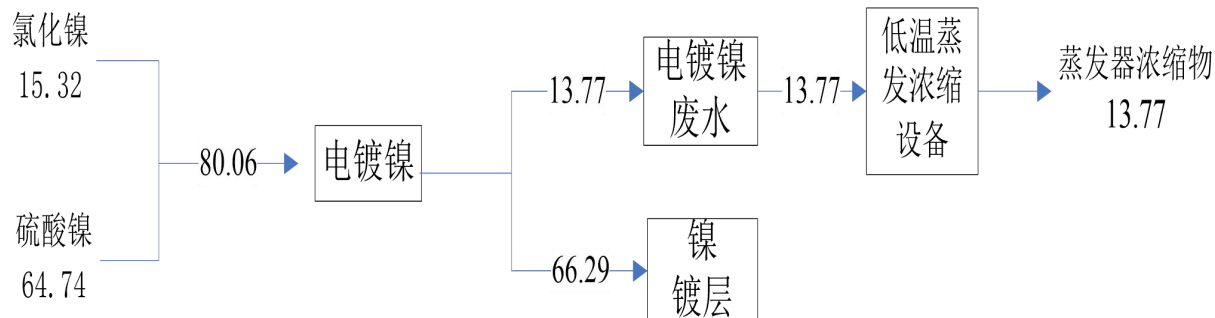 氯化镍
15.32
硫酸镍
64.74
80.06
电镀镍
13.77
66.29
电镀镍
废水
镍
镀层
13.77
低温蒸
发浓缩
设备
蒸发器浓缩物
13.77